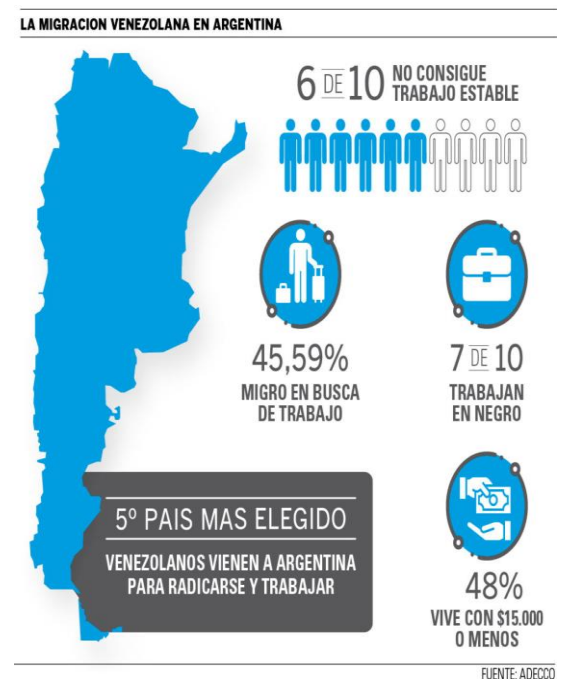 LA MIGRACION VENEZOLANA EN ARGENTINA
6 DE 10 NO CONSIGUE
TRABAJO ESTABLE
45,59%
MIGRO EN BUSCA
DE TRABAJO
7 DE 10
TRABAJAN
EN NEGRO
5º PAIS MAS ELEGIDO
VENEZOLANOS VIENEN A ARGENTINA
PARA RADICARSE Y TRABAJAR
48%
VIVE CON $15.000
O MENOS
FUENTE: ADECCO